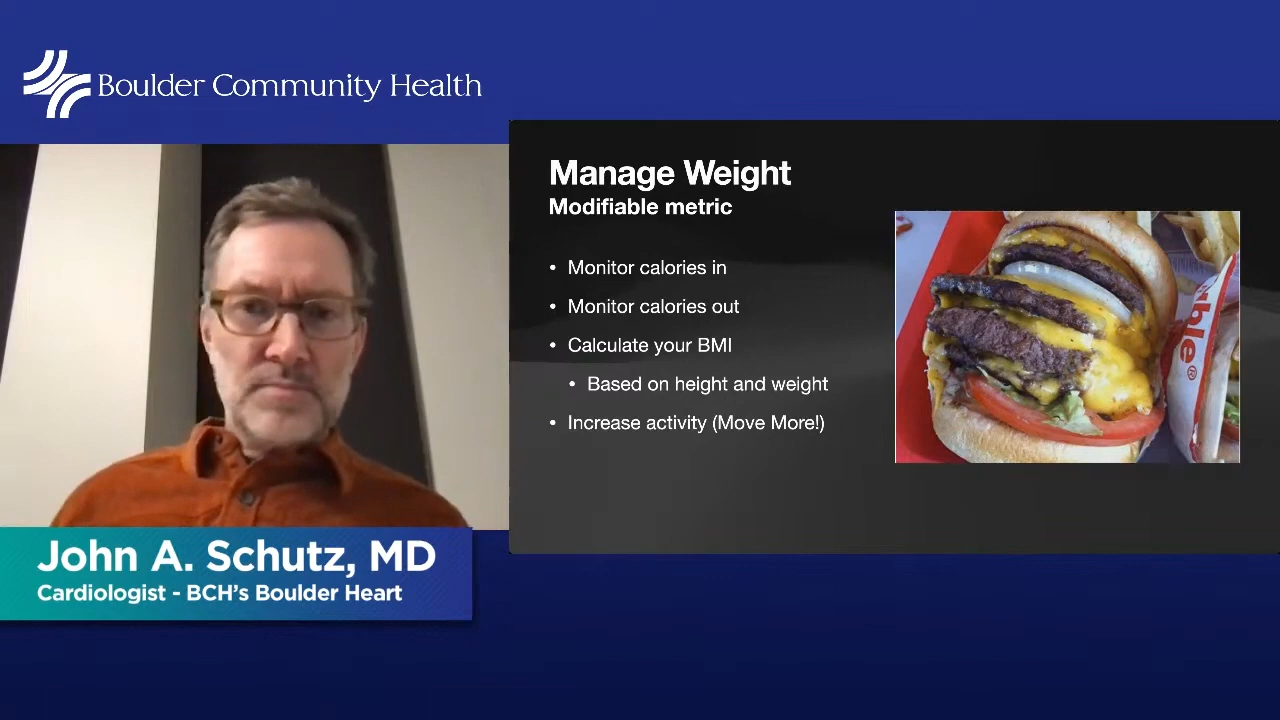 Boulder Community Health
Manage Weight
Modifiable metric
• Monitor calories in
• Monitor calories out
• Calculate your BMI
• Based on height and weight
• Increase activity (Move More!)
ble®
John A. Schutz, MD
Cardiologist - BCH's Boulder Heart